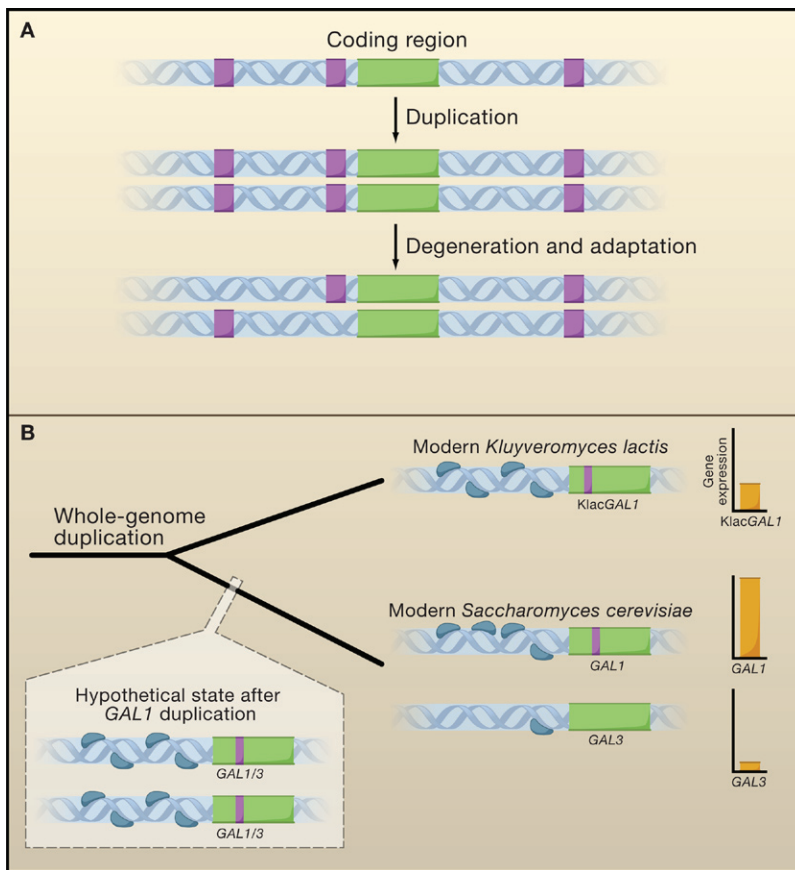 A
Coding region
Duplication
Degeneration and adaptation
B
Modern Kluyveromyces lactis
KlacGAL1
Gene
expression
KlacGAL1
Whole-genome
duplication
Modern Saccharomyces cerevisiae
GAL1
GAL1
GAL3
GAL3
Hypothetical state after
GAL1 duplication
GAL1/3
GAL1/3